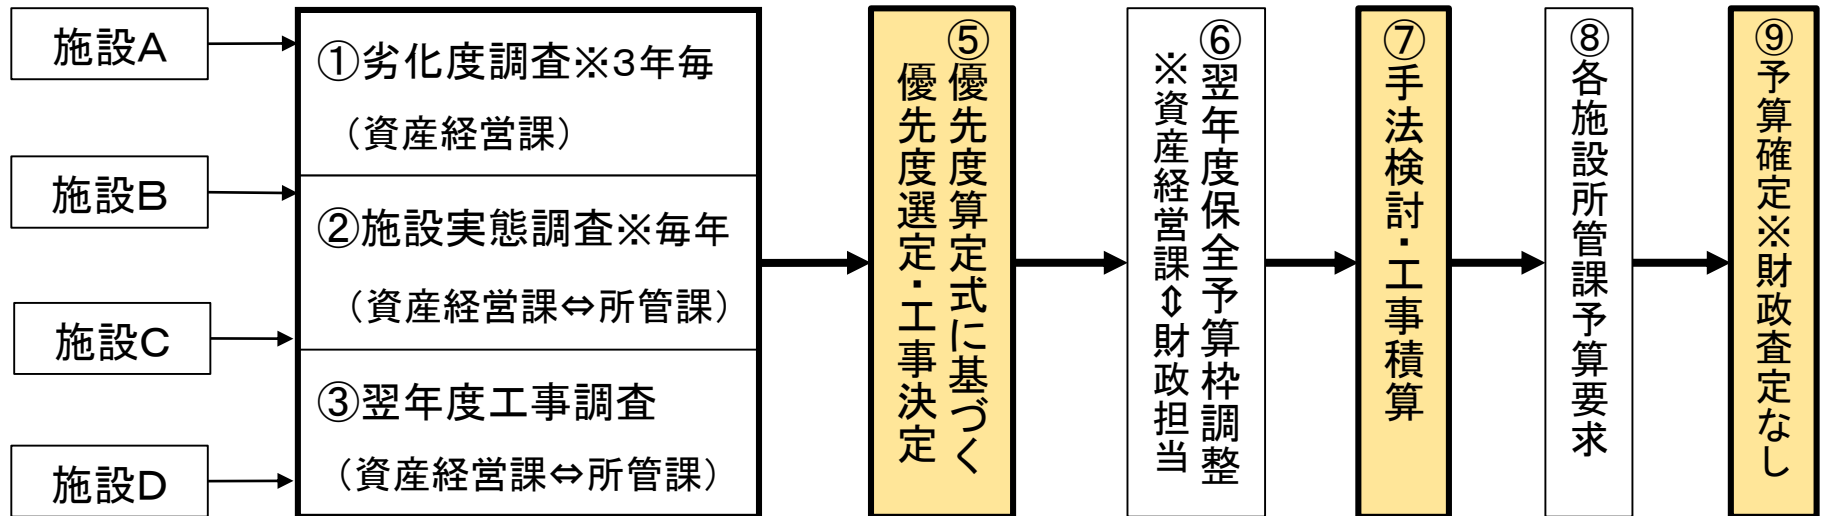 施設A
施設B
施設C
施設D
①劣化度調査※3年毎
（資産経営課）
②施設実態調査※毎年
（資産経営課⇔所管課）
③翌年度工事調査
（資産経営課⇔所管課）
⑤優先度算定式に基づく
優先度選定・工事決定
⑥翌年度保全予算枠調整
※資産経営課⇕財政担当
⑦手法検討・工事積算
⑧各施設所管課予算要求
⑨予算確定※財政査定なし